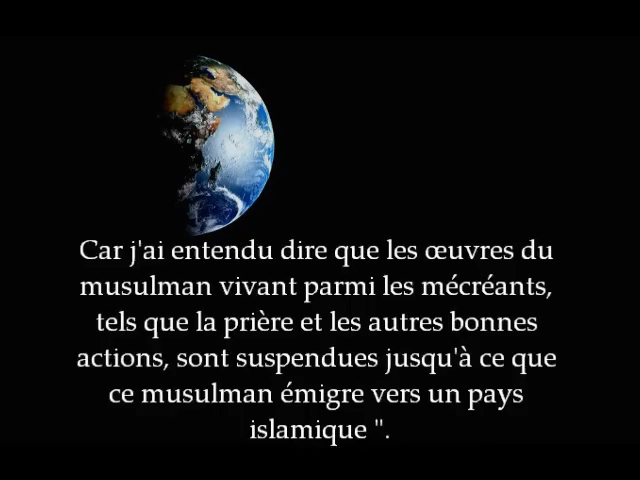 Car j'ai entendu dire que les œuvres du
musulman vivant parmi les mécréants,
tels que la prière et les autres bonnes
actions, sont suspendues jusqu'à ce que
ce musulman émigre vers un pays
islamique ".